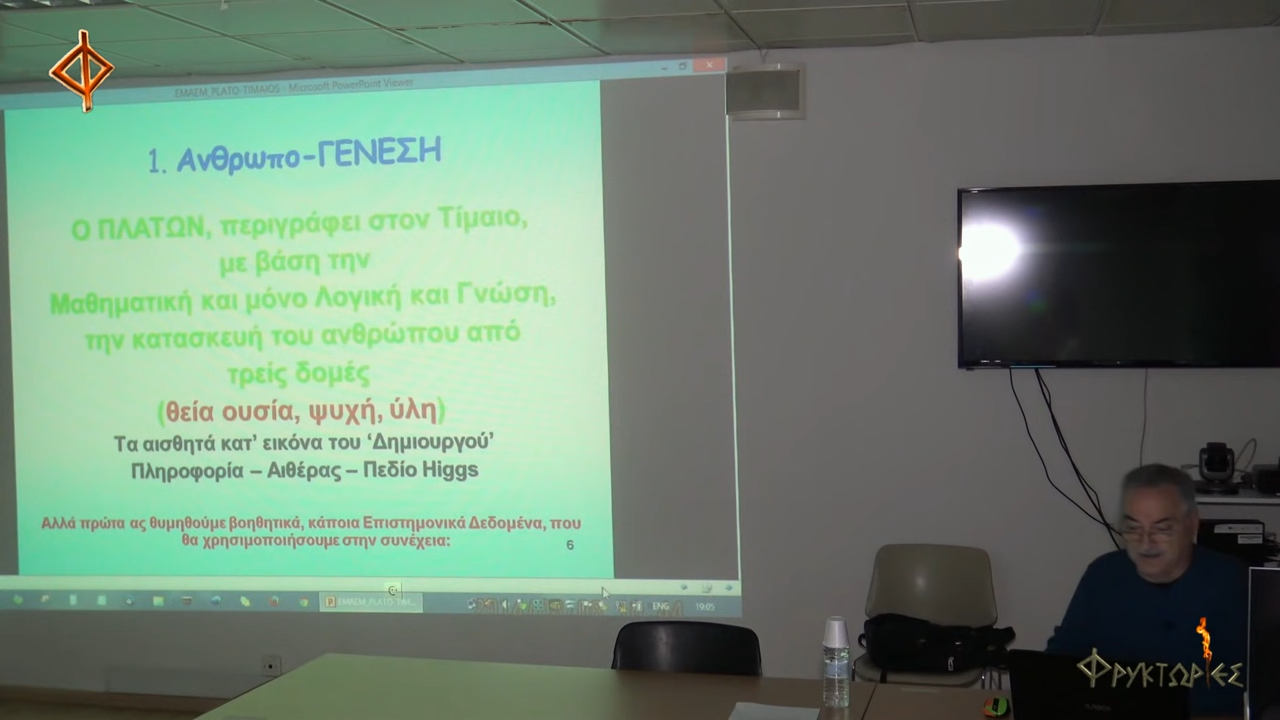 EMAEM_PLATO-TIMAIOS - Microsoft PowerPoint Viewer
1. Ανθρωπο-ΓΕΝΕΣΗ
Ο ΠΛΑΤΩΝ, περιγράφει στον Τίμαιο,
με βάση την
Μαθηματική και μόνο Λογική και Γνώση,
την κατασκευή του ανθρώπου από
τρείς δομές
(θεία ουσία, ψυχή, ύλη)
Τα αισθητά κατ’ εικόνα του ‘Δημιουργού’
Πληροφορία – Αιθέρας – Πεδίο Higgs
Αλλά πρώτα ας θυμηθούμε βοηθητικά, κάποια Επιστημονικά Δεδομένα, που
θα χρησιμοποιήσουμε στην συνέχεια:
6
EMAEM_PLATO-TIM...
ENG
19:05
ΦΡΥΚΤΩΡΙΕΣ